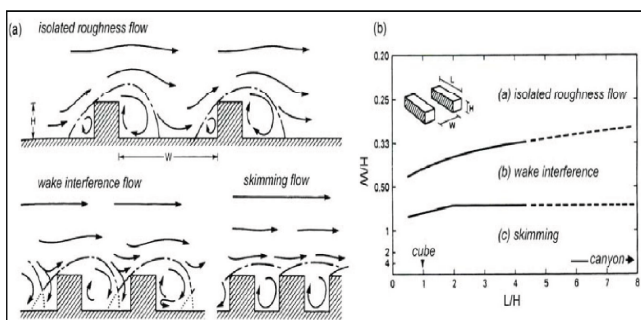 (a)
isolated roughness flow
H
W
wake interference flow
skimming flow
(b)
0.20
0.25
0.33
0.50
1
2
4
L
H
W
(a) isolated roughness flow
(b) wake interference
(c) skimming
cube
canyon
0 1 2 3 4 5 6 7 8
L/H